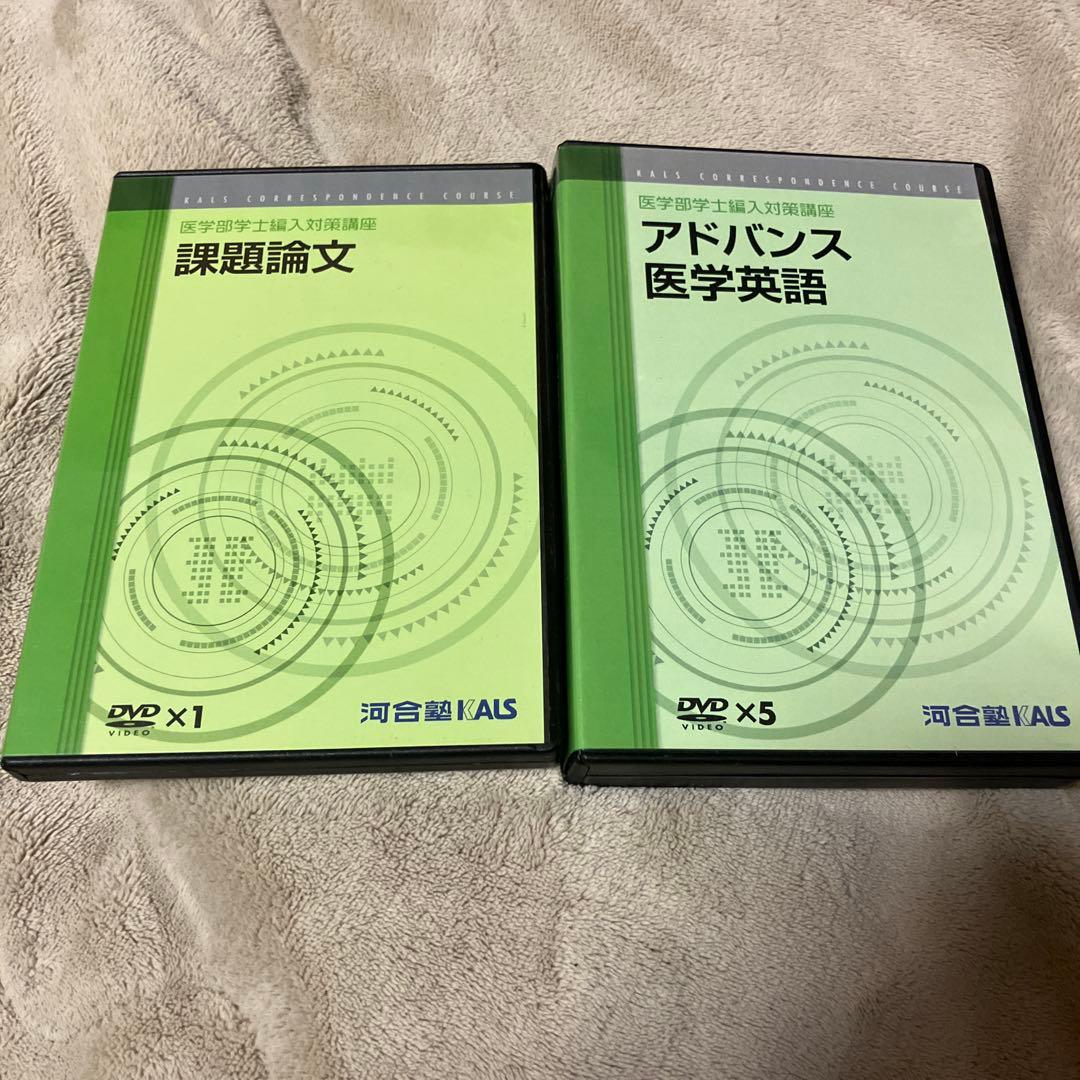 KALS CORRESPONDENCE COURSE
医学部学士編入対策講座
課題論文
DVD VIDEO ×1
河合塾KALS
KALS CORRESPONDENCE COURSE
医学部学士編入対策講座
アドバンス
医学英語
DVD VIDEO ×5
河合塾KALS